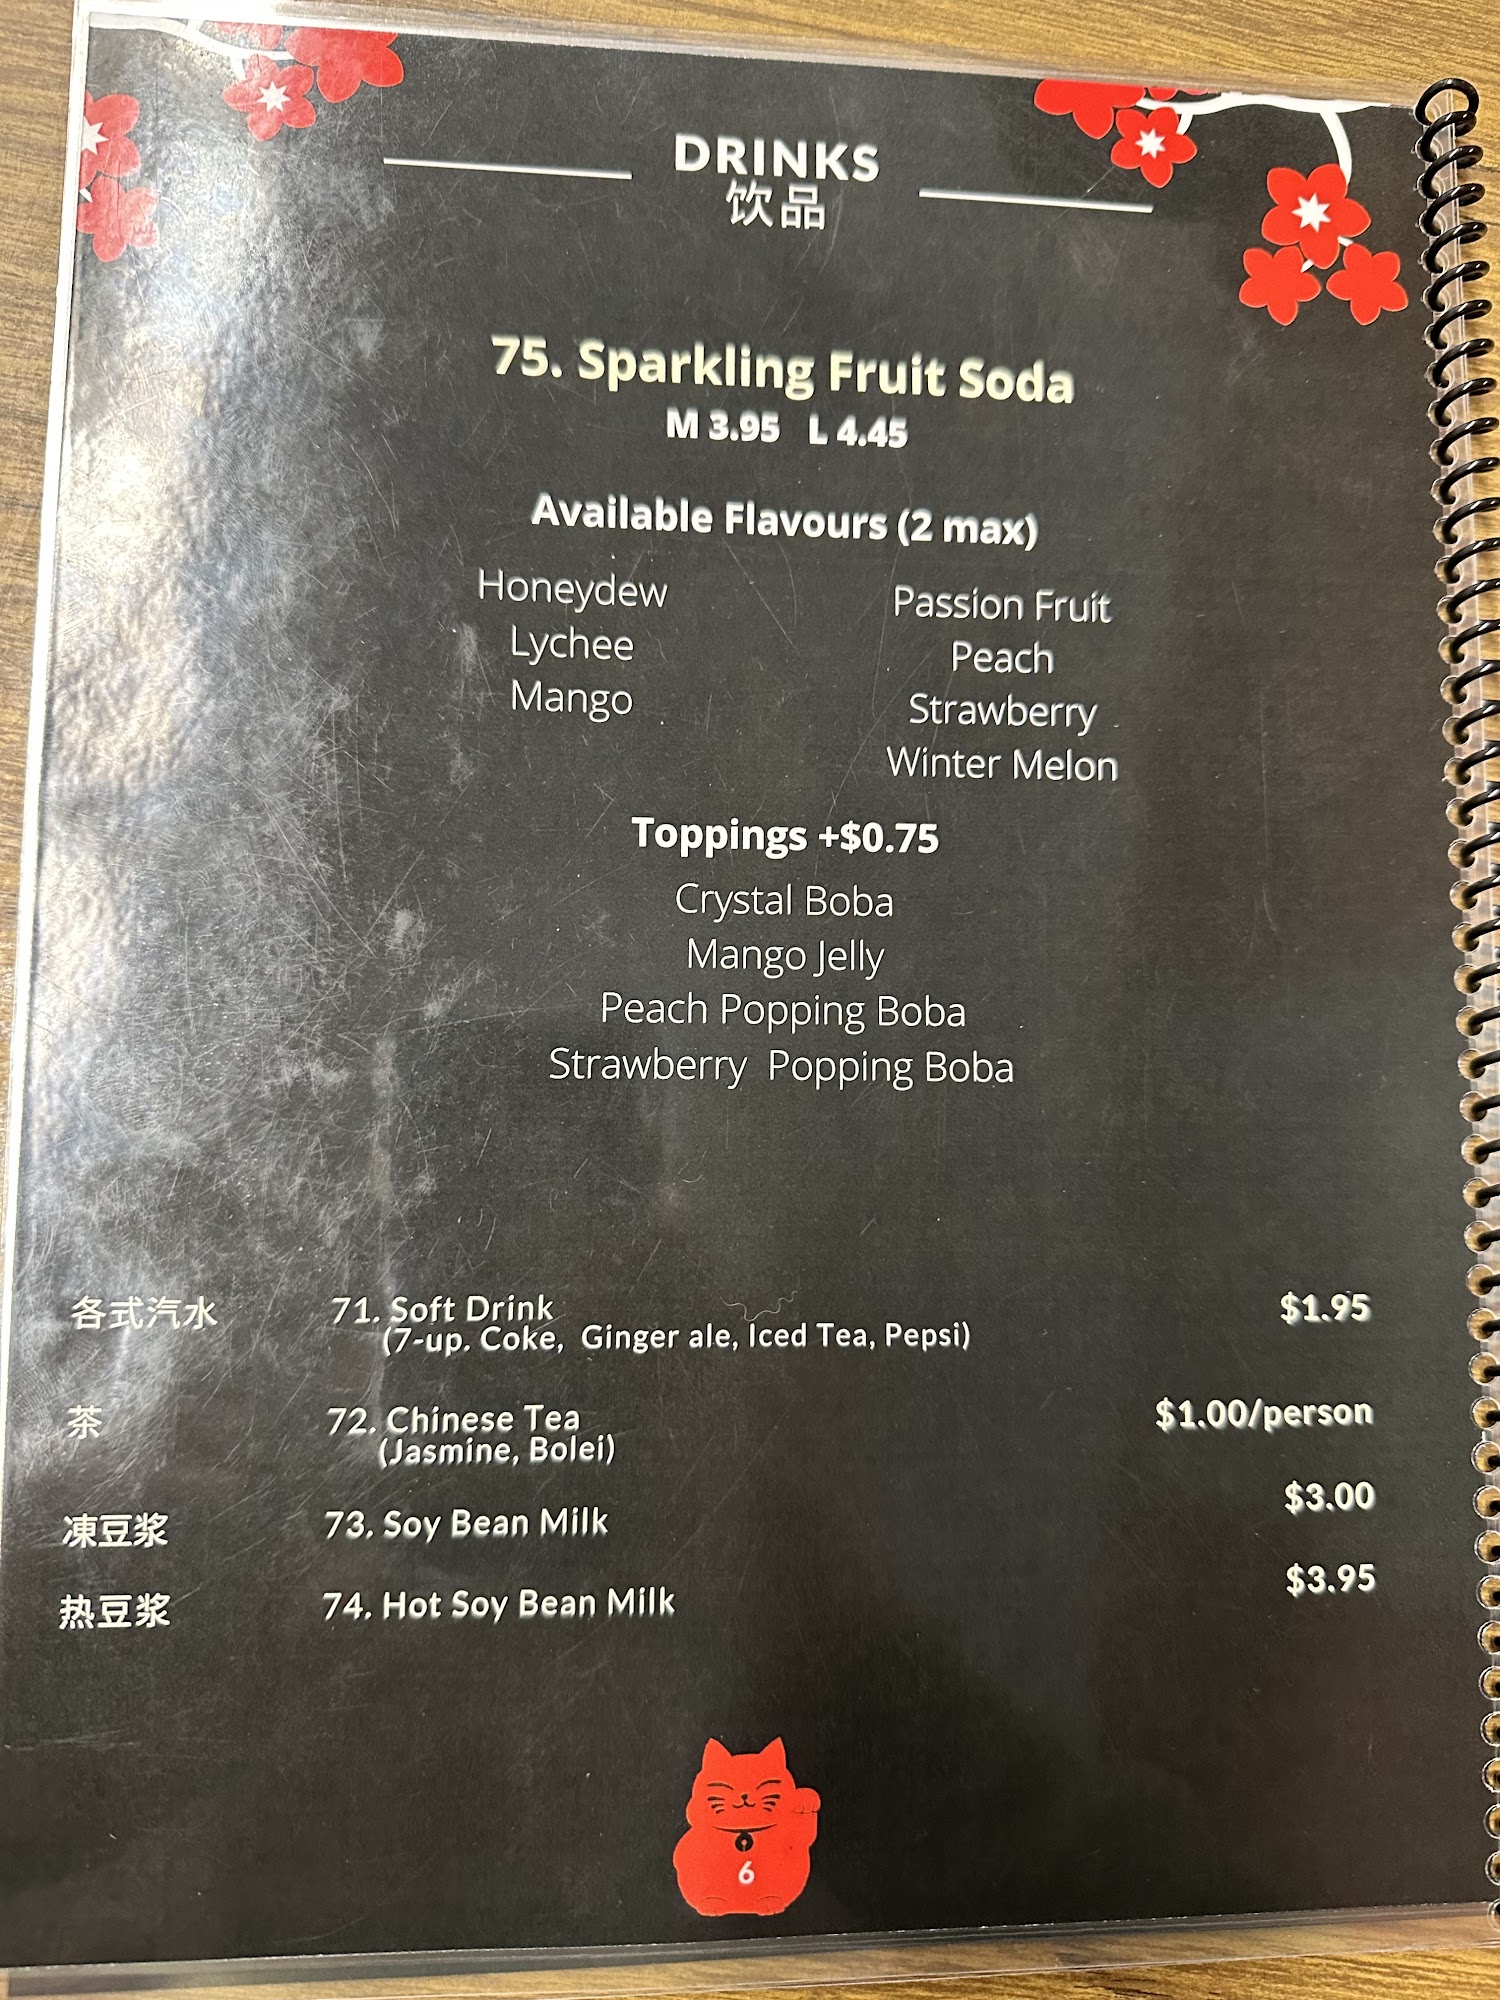 DRINKS
饮品
75. Sparkling Fruit Soda
M 3.95 L 4.45
Available Flavours (2 max)
Honeydew
Lychee
Mango
Passion Fruit
Peach
Strawberry
Winter Melon
Toppings +$0.75
Crystal Boba
Mango Jelly
Peach Popping Boba
Strawberry Popping Boba
各式汽水 71. Soft Drink $1.95
(7-up. Coke, Ginger ale, Iced Tea, Pepsi)
茶 72. Chinese Tea $1.00/person
(Jasmine, Bolei)
凍豆浆 73. Soy Bean Milk $3.00
热豆浆 74. Hot Soy Bean Milk $3.95
6